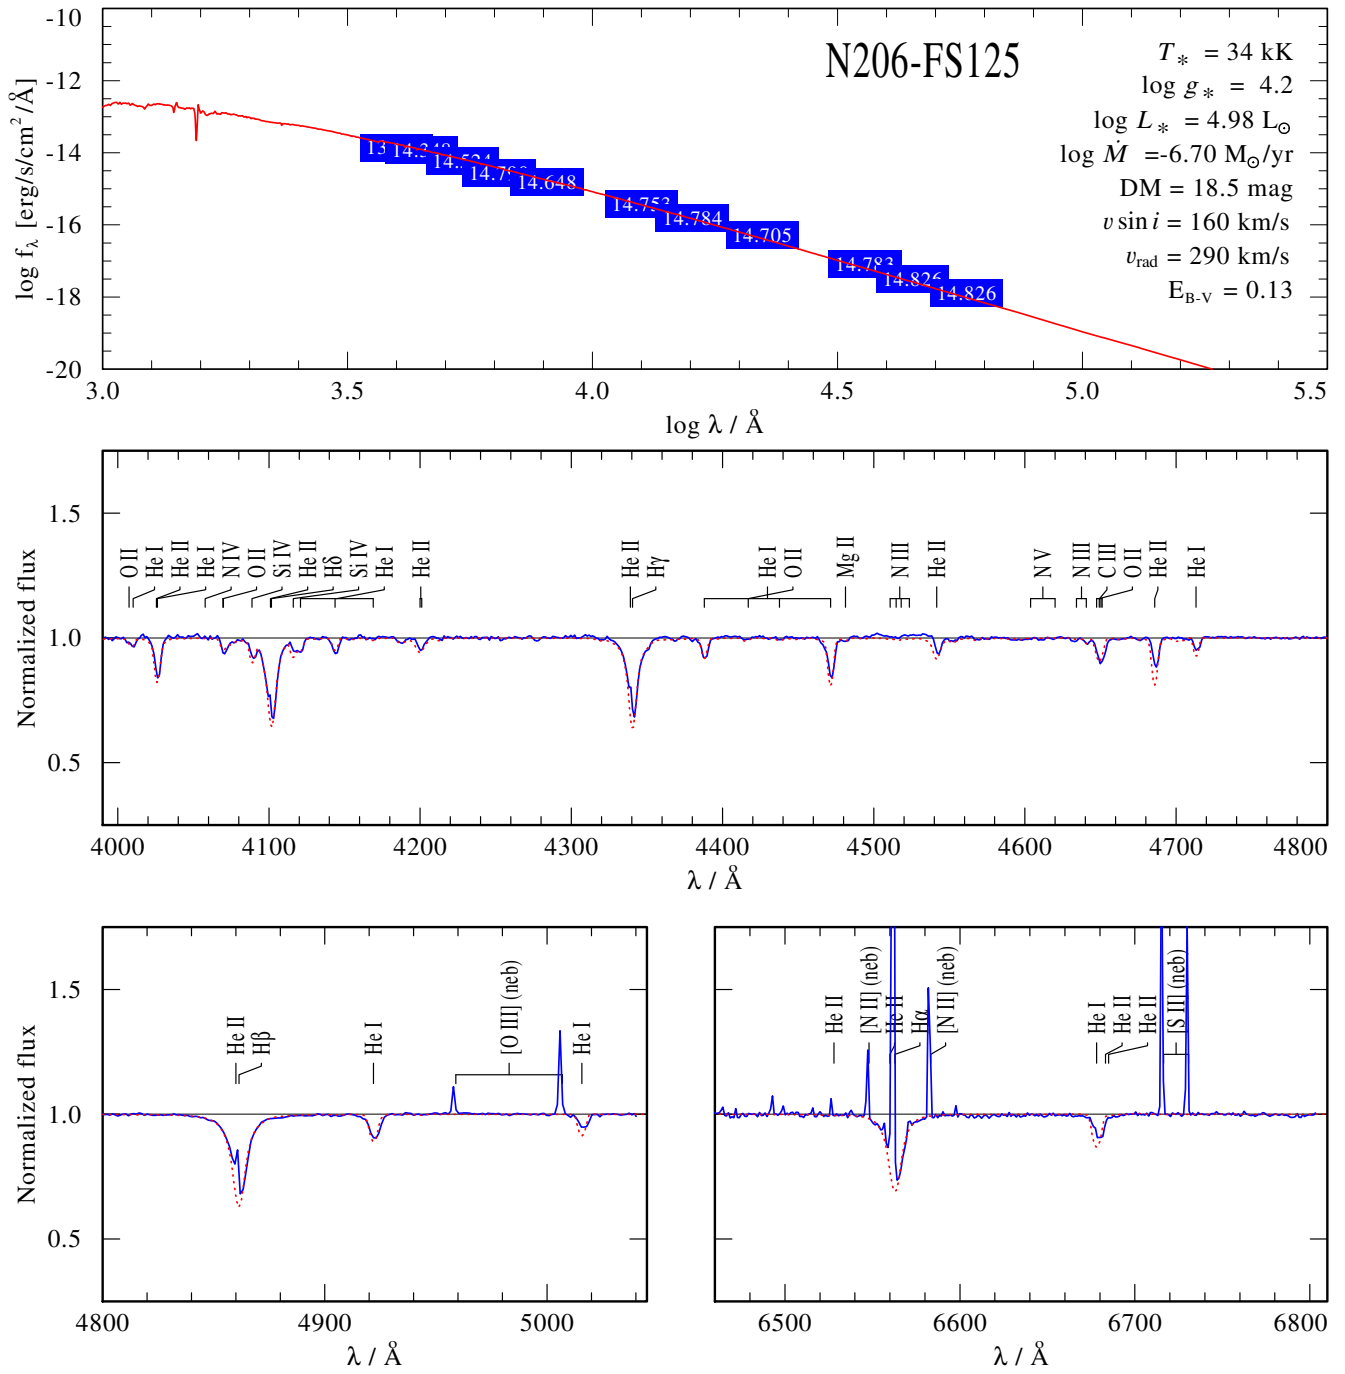 N206-FS125
T* = 34 kK
log g* = 4.2
log L* = 4.98 L⊙
log Ṁ =-6.70 M⊙/yr
DM = 18.5 mag
v sin i = 160 km/s
vrad = 290 km/s
EB-V = 0.13
-10
-12
-14
-16
-18
-20
log fλ [erg/s/cm2/Å]
14.648
14.753
14.784
14.705
14.783
14.826
14.826
3.0 3.5 4.0 4.5 5.0 5.5
log λ / Å
1.5
1.0
0.5
Normalized flux
O II He I He II He I N IV O II Si IV He II Hδ Si IV He I He II He II Hγ He I O II Mg II N III He II N V N III C III O II He II He I
4000 4100 4200 4300 4400 4500 4600 4700 4800
λ / Å
1.5
1.0
0.5
Normalized flux
He II Hβ He I [O III] (neb) He I
4800 4900 5000
λ / Å
He II [N II] (neb) He II Hα [N II] (neb) He I He II He II [S II] (neb)
6500 6600 6700 6800
λ / Å